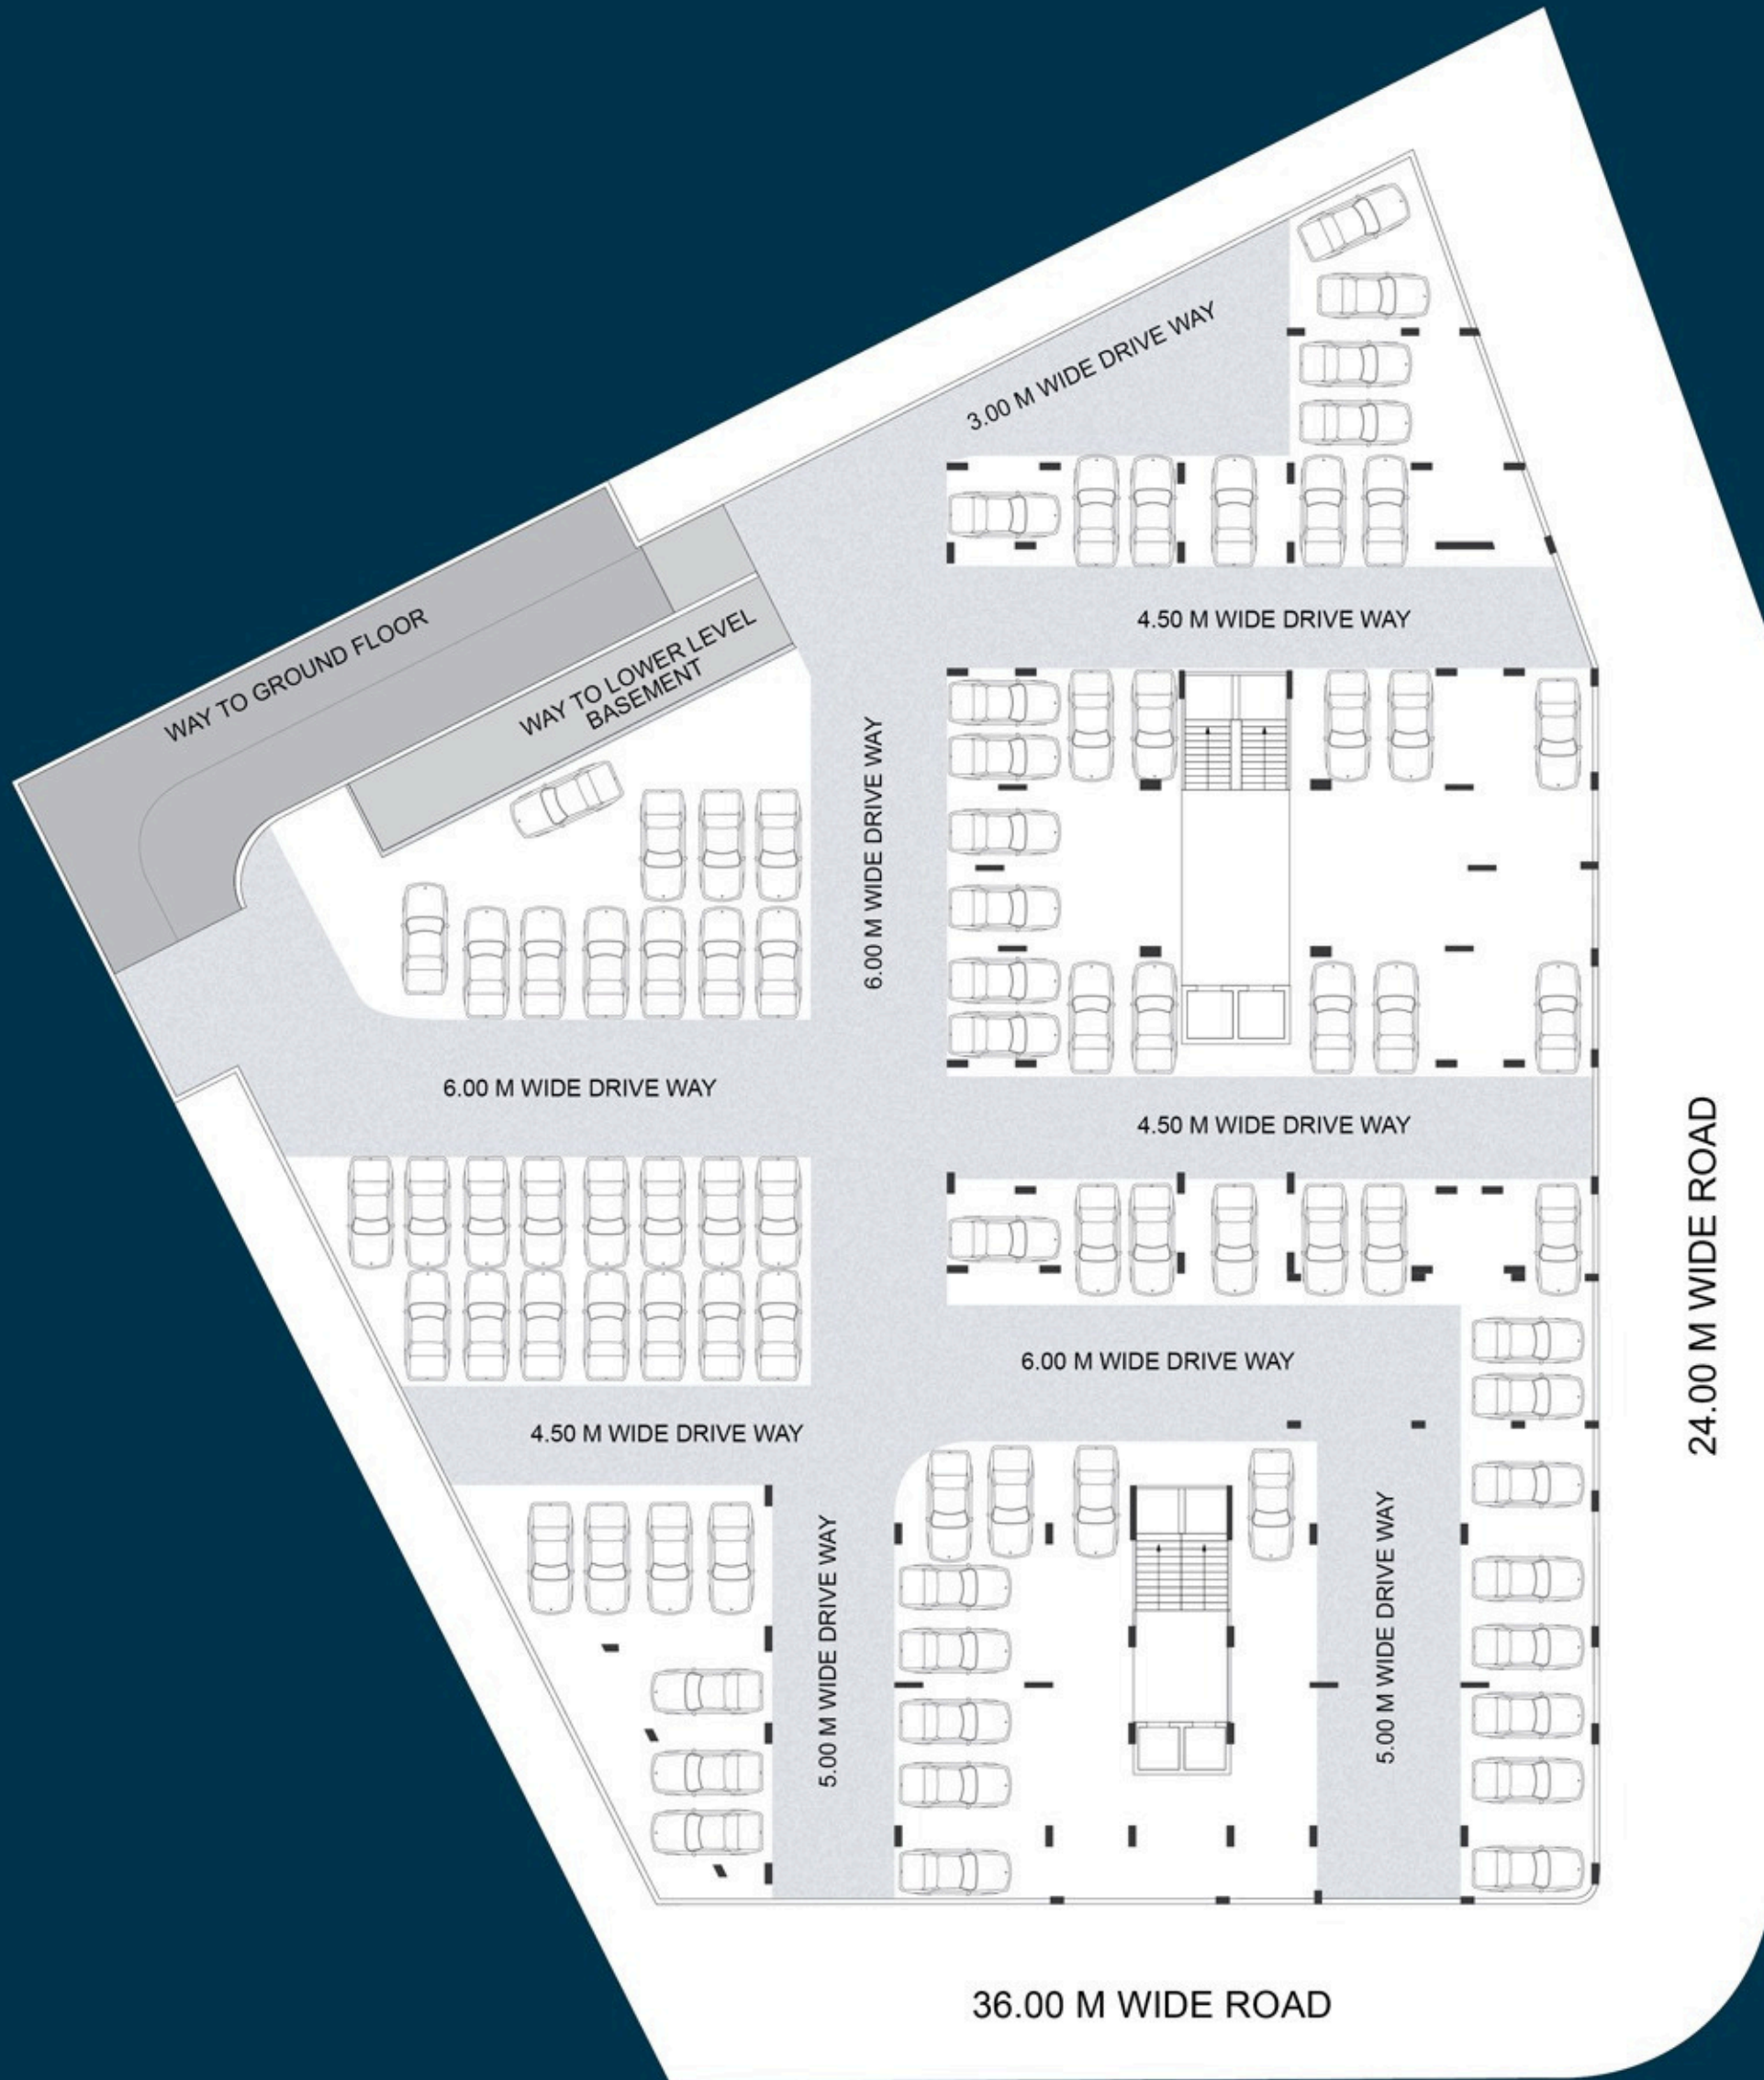 3.00 M WIDE DRIVE WAY
4.50 M WIDE DRIVE WAY
WAY TO GROUND FLOOR
WAY TO LOWER LEVEL
BASEMENT
6.00 M WIDE DRIVE WAY
6.00 M WIDE DRIVE WAY
4.50 M WIDE DRIVE WAY
24.00 M WIDE ROAD
6.00 M WIDE DRIVE WAY
4.50 M WIDE DRIVE WAY
5.00 M WIDE DRIVE WAY
5.00 M WIDE DRIVE WAY
36.00 M WIDE ROAD